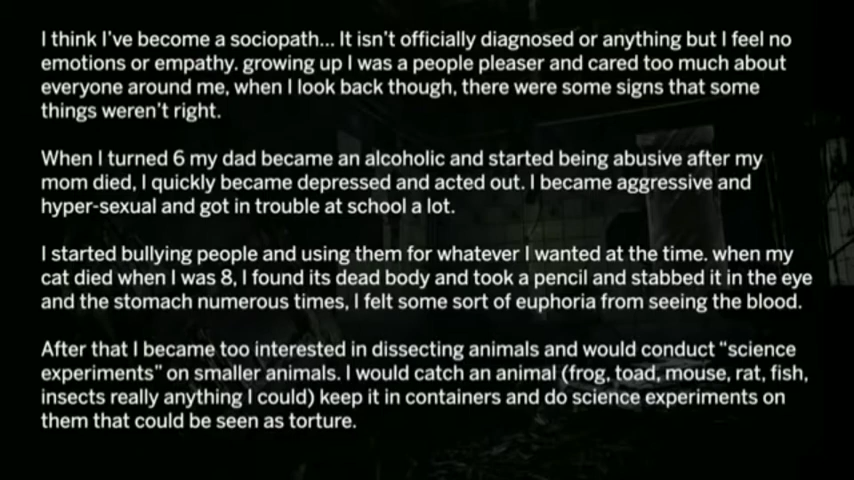 I think I've become a sociopath... It isn't officially diagnosed or anything but I feel no
emotions or empathy. growing up I was a people pleaser and cared too much about
everyone around me, when I look back though, there were some signs that some
things weren't right.
When I turned 6 my dad became an alcoholic and started being abusive after my
mom died, I quickly became depressed and acted out. I became aggressive and
hyper-sexual and got in trouble at school a lot.
I started bullying people and using them for whatever I wanted at the time. when my
cat died when I was 8, I found its dead body and took a pencil and stabbed it in the eye
and the stomach numerous times, I felt some sort of euphoria from seeing the blood.
After that I became too interested in dissecting animals and would conduct “science
experiments” on smaller animals. I would catch an animal (frog, toad, mouse, rat, fish,
insects really anything I could) keep it in containers and do science experiments on
them that could be seen as torture.